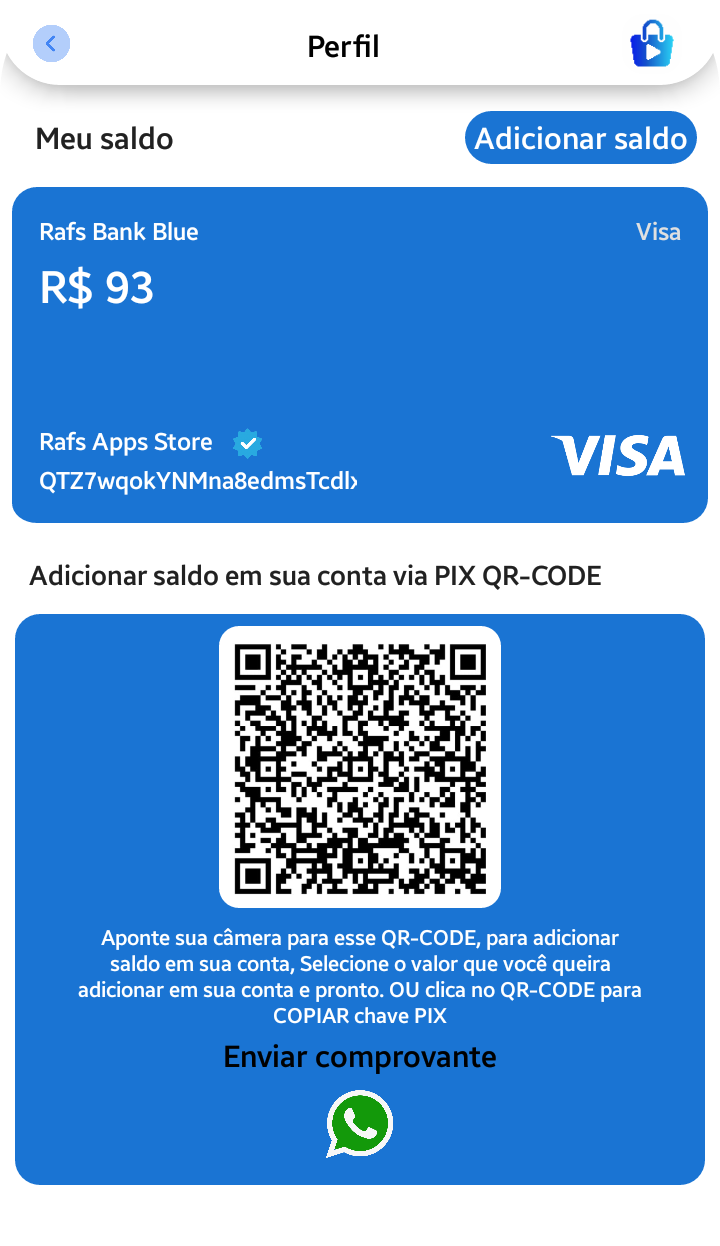 Perfil
Meu saldo
Adicionar saldo
Rafs Bank Blue
Visa
R$ 93
Rafs Apps Store
VISA
QTZ7wqokYNMna8edmsTcdl
Adicionar saldo em sua conta via PIX QR-CODE
Aponte sua câmera para esse QR-CODE, para adicionar
saldo em sua conta, Selecione o valor que você queira
adicionar em sua conta e pronto. OU clica no QR-CODE para
COPIAR chave PIX
Enviar comprovante